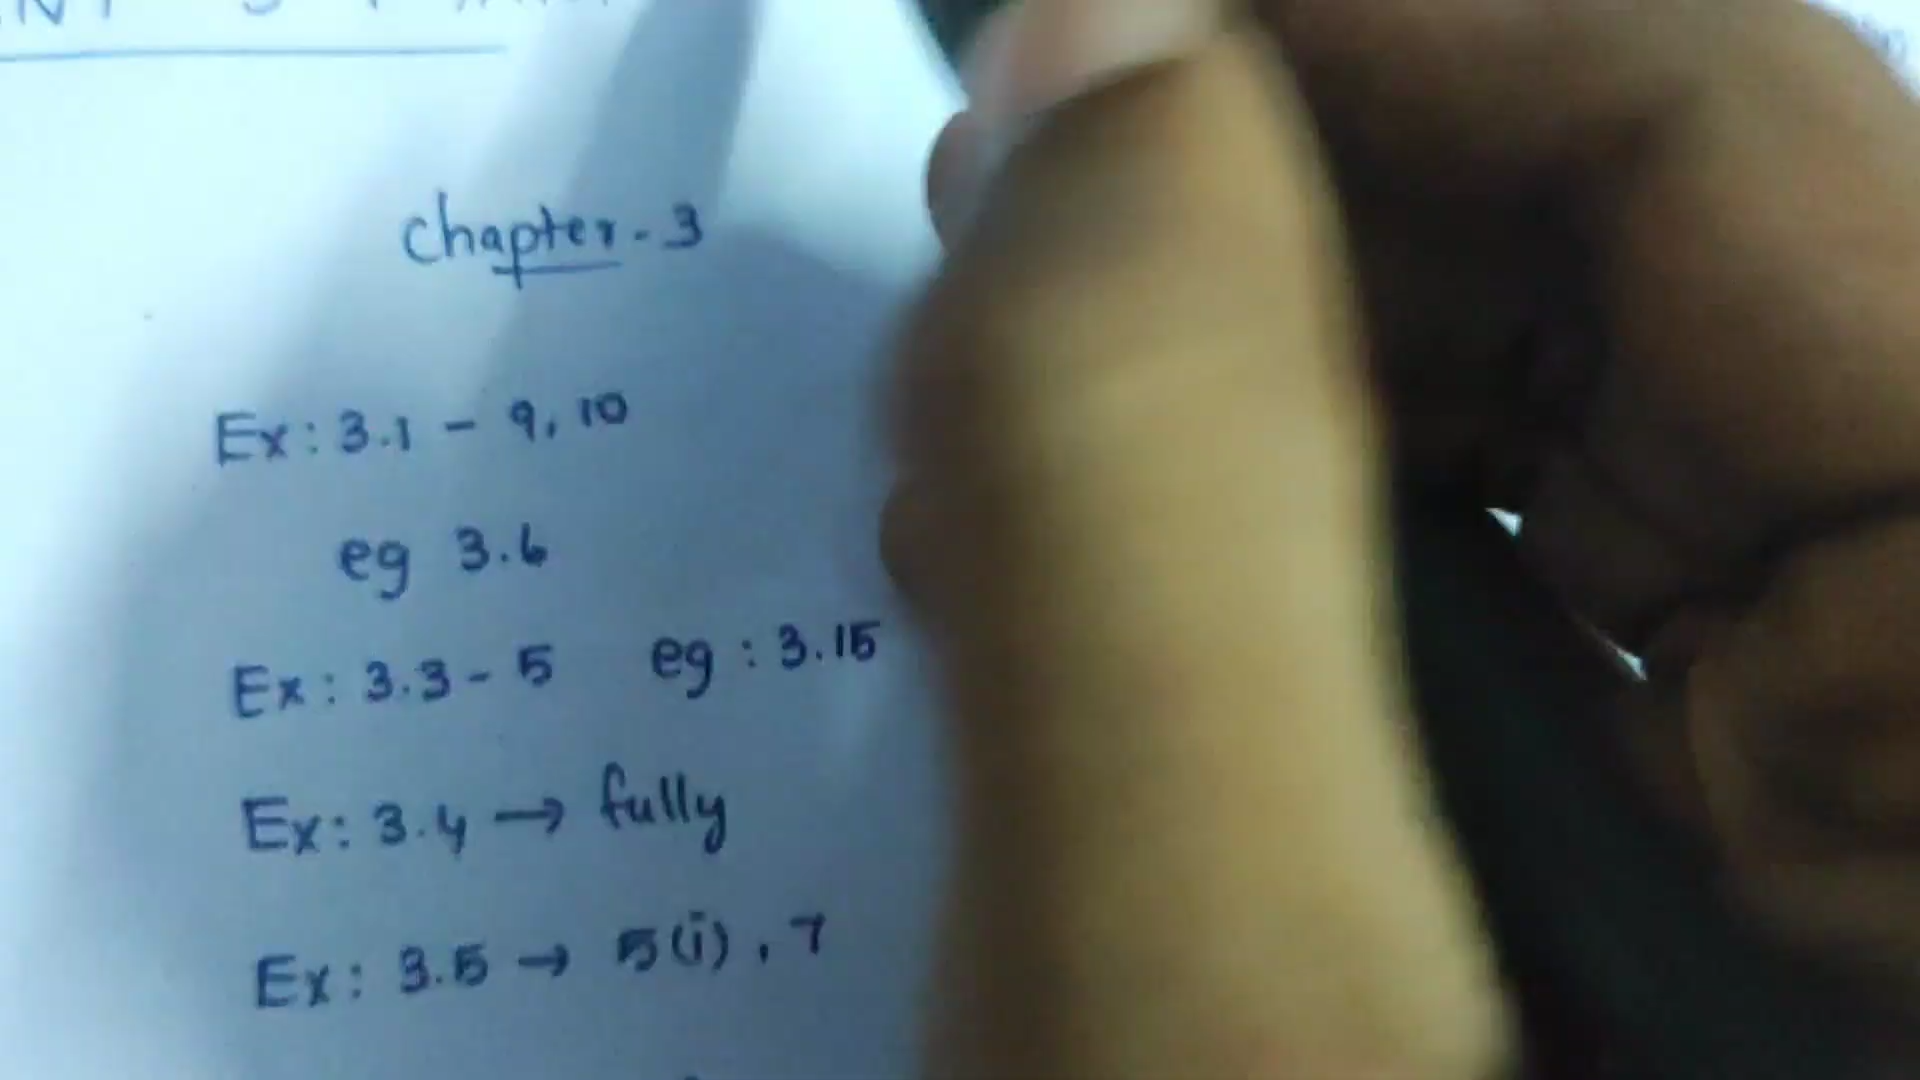 Chapter - 3
Ex: 3.1 - 9, 10
eg 3.6
Ex: 3.3 - 5 eg : 3.15
Ex: 3.4 → fully
Ex: 3.5 → 5(i), 7